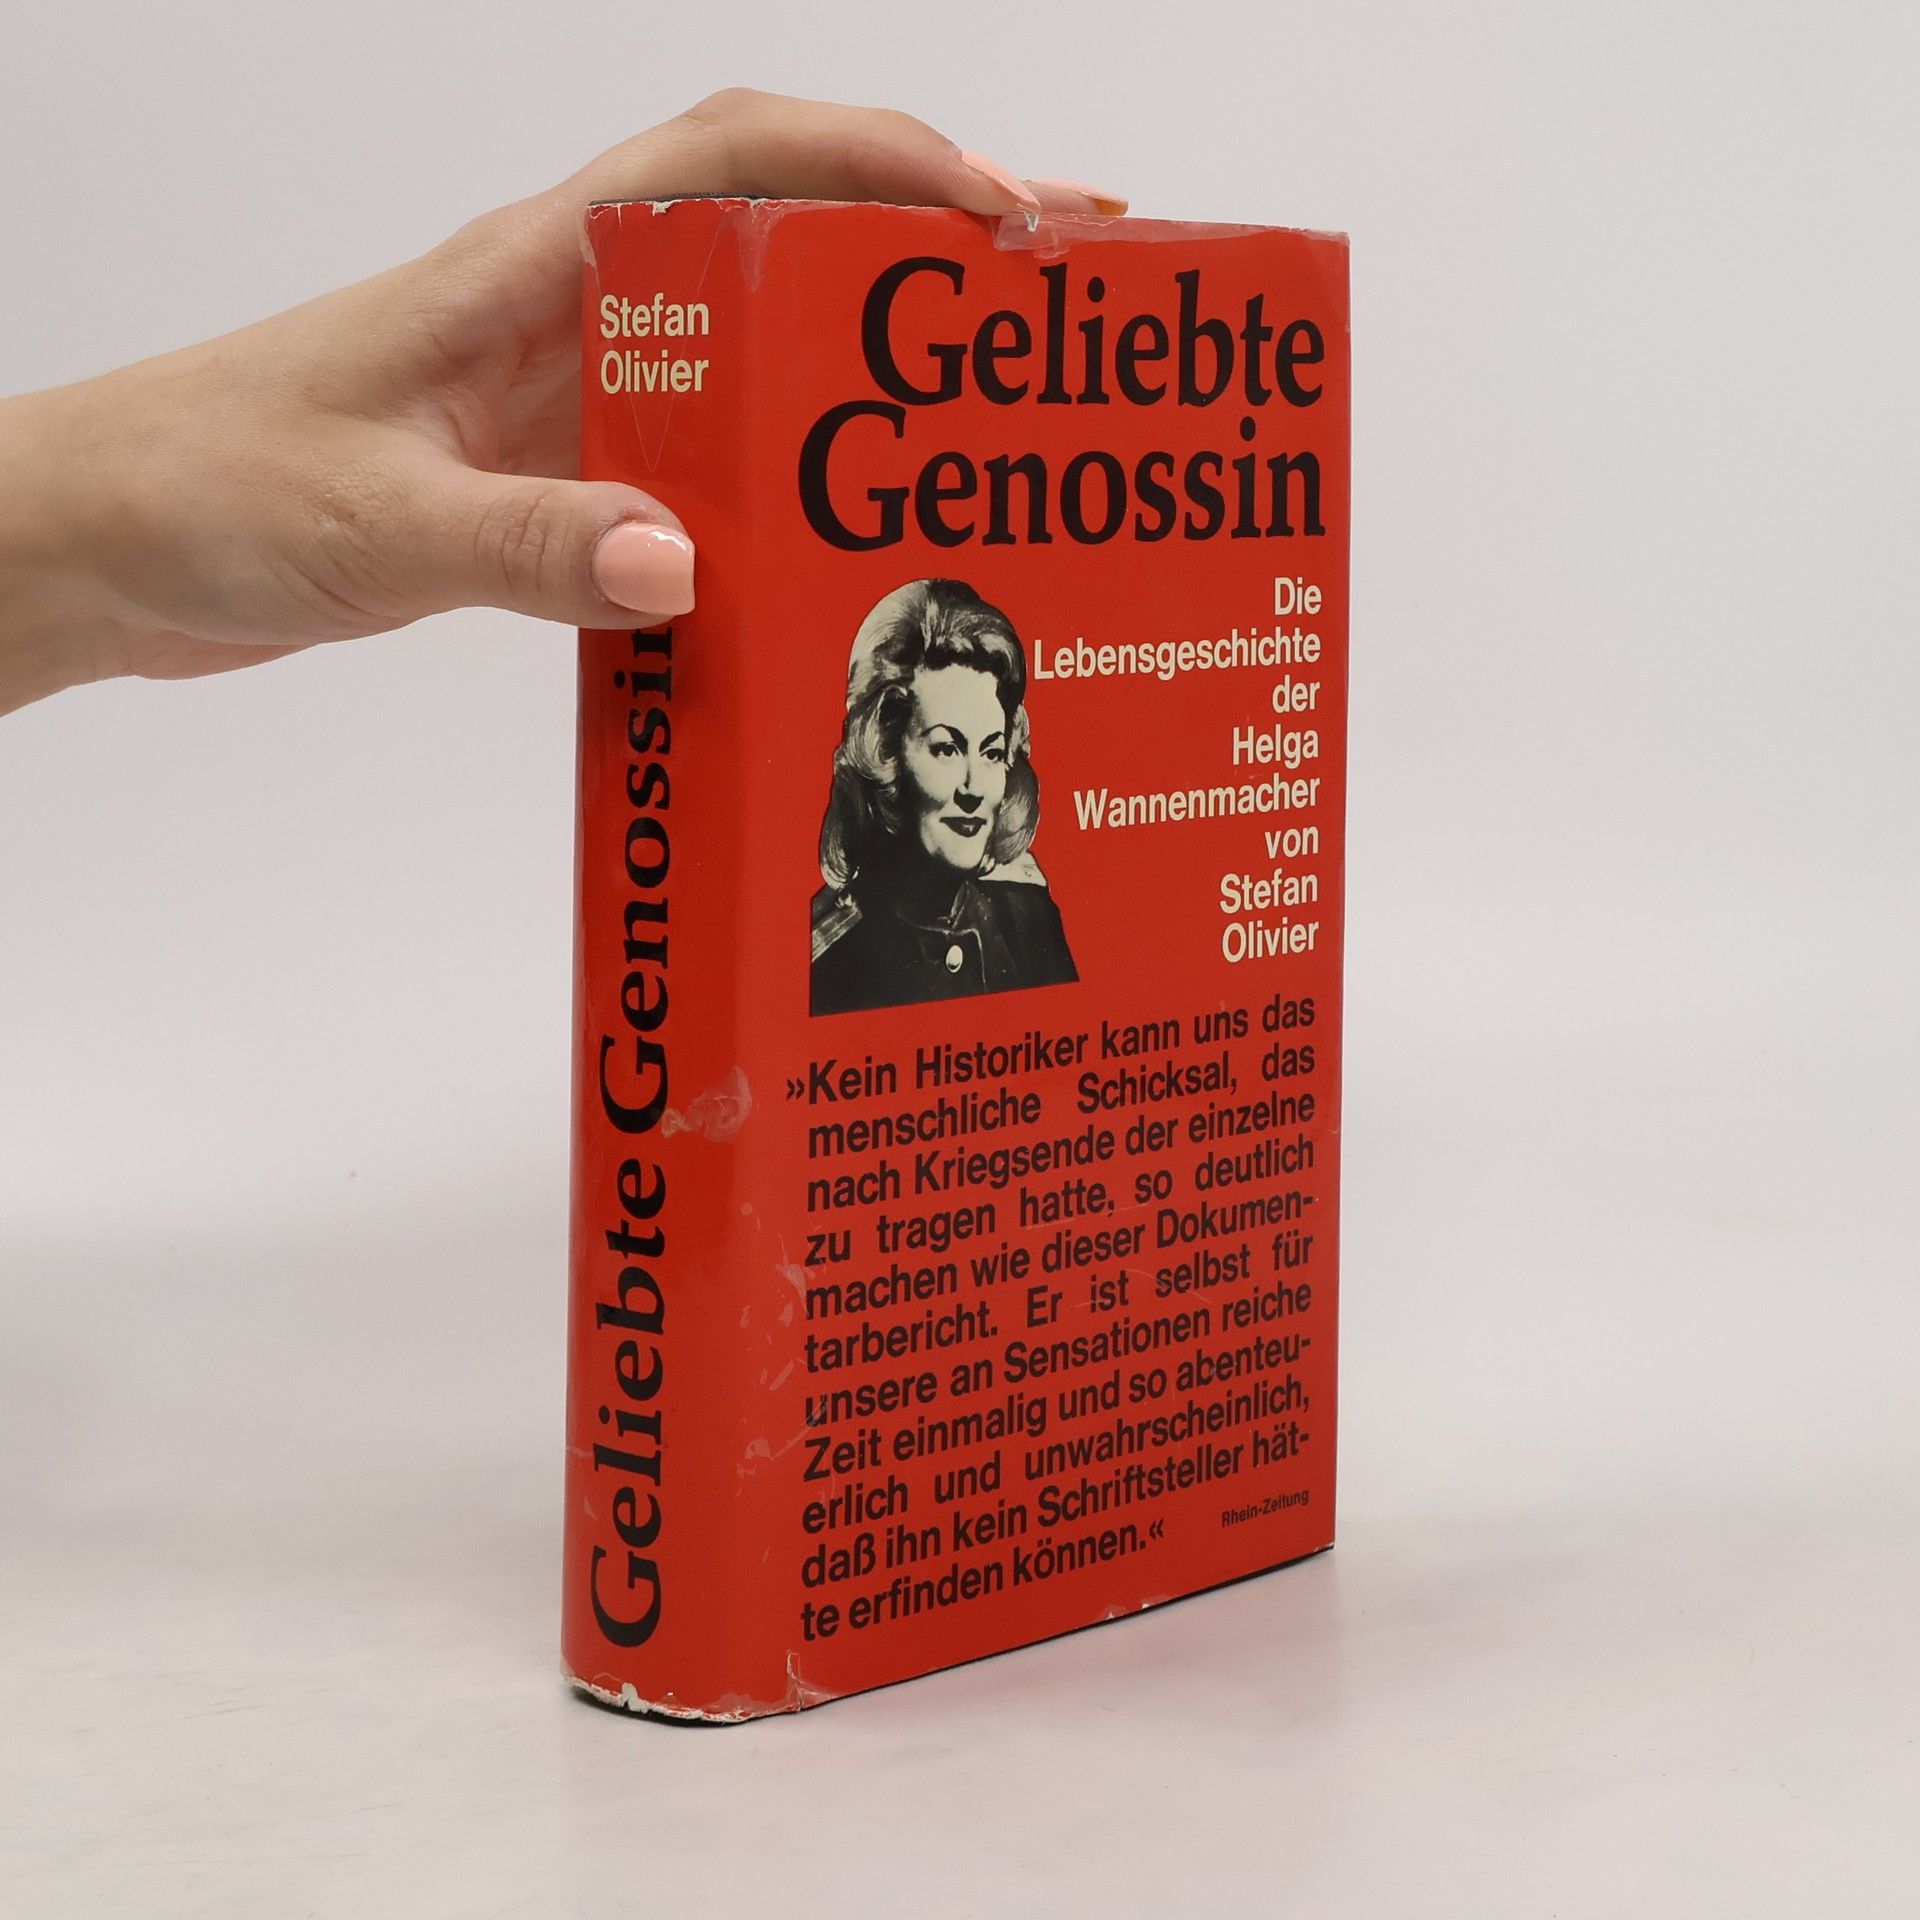 Stefan
Olivier
Geliebte Genossin
Geliebte
Genossin
Die
Lebensgeschichte
der
Helga
Wannenmacher
von
Stefan
Olivier
»Kein Historiker kann uns das
menschliche Schicksal, das
nach Kriegsende der einzelne
zu tragen hatte, so deutlich
machen wie dieser Dokumen-
tarbericht. Er ist selbst für
unsere an Sensationen reiche
Zeit einmalig und so abenteu-
erlich und unwahrscheinlich,
daß ihn kein Schriftsteller hät-
te erfinden können.«
Rhein-Zeitung